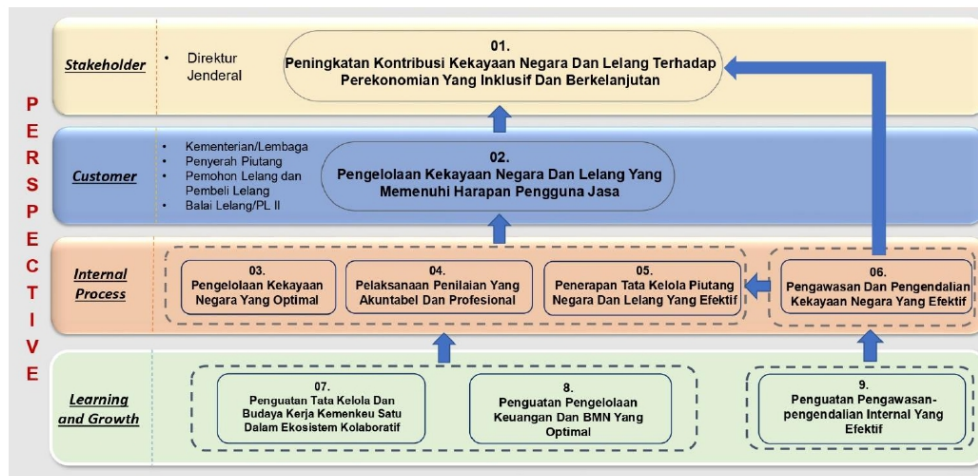 PERSPECTIVE
Stakeholder
• Direktur
Jenderal
01.
Peningkatan Kontribusi Kekayaan Negara Dan Lelang Terhadap
Perekonomian Yang Inklusif Dan Berkelanjutan
Customer
• Kementerian/Lembaga
• Penyerah Piutang
• Pemohon Lelang dan
Pembeli Lelang
• Balai Lelang/PL II
02.
Pengelolaan Kekayaan Negara Dan Lelang Yang
Memenuhi Harapan Pengguna Jasa
Internal
Process
03.
Pengelolaan Kekayaan
Negara Yang Optimal
04.
Pelaksanaan Penilaian Yang
Akuntabel Dan Profesional
05.
Penerapan Tata Kelola Piutang
Negara Dan Lelang Yang Efektif
06.
Pengawasan Dan Pengendalian
Kekayaan Negara Yang Efektif
Learning
and Growth
07.
Penguatan Tata Kelola Dan
Budaya Kerja Kemenkeu Satu
Dalam Ekosistem Kolaboratif
8.
Penguatan Pengelolaan
Keuangan Dan BMN Yang
Optimal
9.
Penguatan Pengawasan-
pengendalian Internal Yang
Efektif